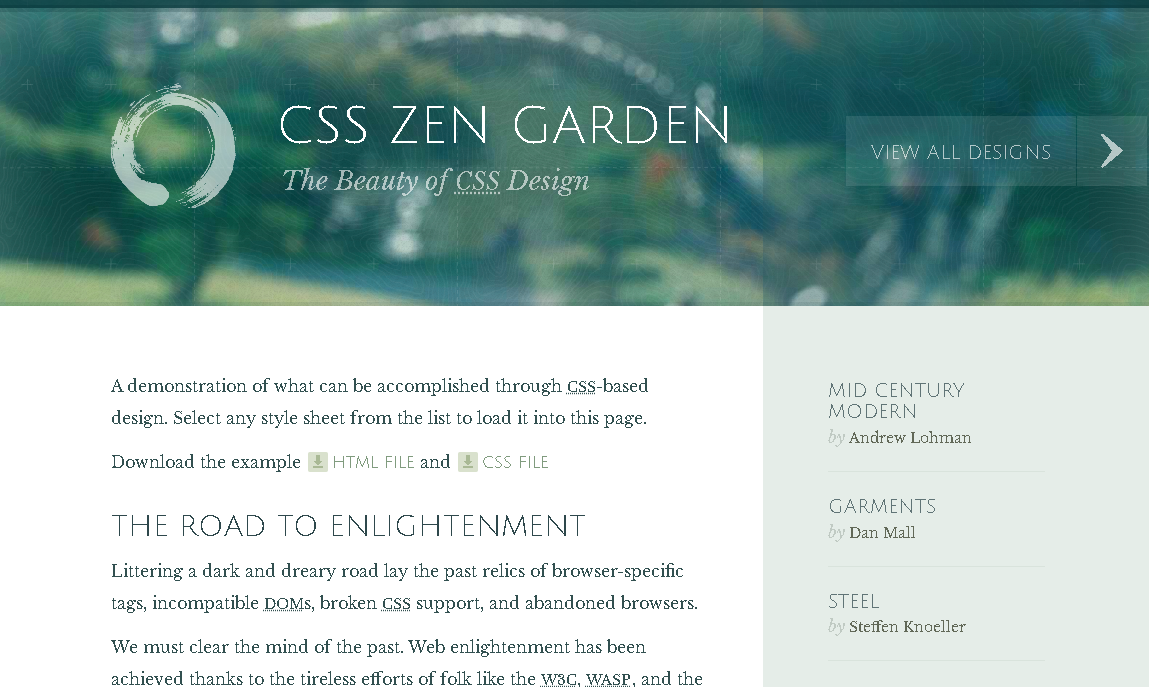 CSS ZEN GARDEN
The Beauty of CSS Design
VIEW ALL DESIGNS
A demonstration of what can be accomplished through CSS-based
design. Select any style sheet from the list to load it into this page.
Download the example HTML FILE and CSS FILE
THE ROAD TO ENLIGHTENMENT
Littering a dark and dreary road lay the past relics of browser-specific
tags, incompatible DOMs, broken CSS support, and abandoned browsers.
We must clear the mind of the past. Web enlightenment has been
achieved thanks to the tireless efforts of folk like the W3C, WASP, and the
MID CENTURY
MODERN
by Andrew Lohman
GARMENTS
by Dan Mall
STEEL
by Steffen Knoeller